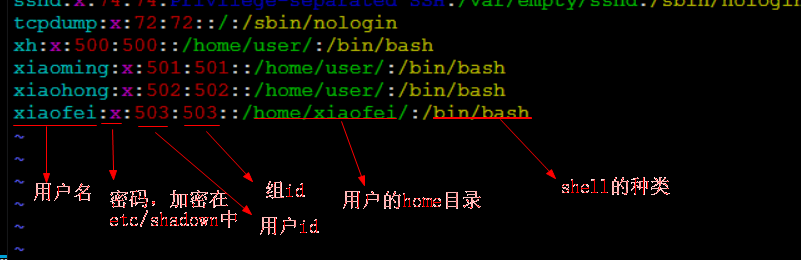 sshd:x:74:74:Privilege-separated SSH:/var/empty/sshd:/sbin/nologin
tcpdump:x:72:72::/:/sbin/nologin
xh:x:500:500::/home/user/:/bin/bash
xiaoming:x:501:501::/home/user/:/bin/bash
xiaohong:x:502:502::/home/user/:/bin/bash
xiaofei:x:503:503::/home/xiaofei/:/bin/bash
~
~
~
~
~
用户名
密码，加密在
etc/shadown中
组id
用户id
用户的home目录
shell的种类